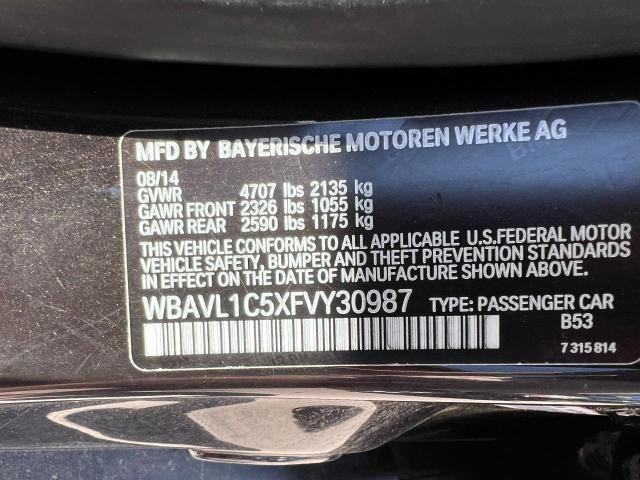 MFD BY BAYERISCHE MOTOREN WERKE AG
08/14
GVWR 4707 lbs 2135 kg
GAWR FRONT 2326 lbs 1055 kg
GAWR REAR 2590 lbs 1175 kg
THIS VEHICLE CONFORMS TO ALL APPLICABLE U.S.FEDERAL MOTOR
VEHICLE SAFETY, BUMPER AND THEFT PREVENTION STANDARDS
IN EFFECT ON THE DATE OF MANUFACTURE SHOWN ABOVE.
WBAVL1C5XFVY30987 TYPE: PASSENGER CAR
B53
7 315 814